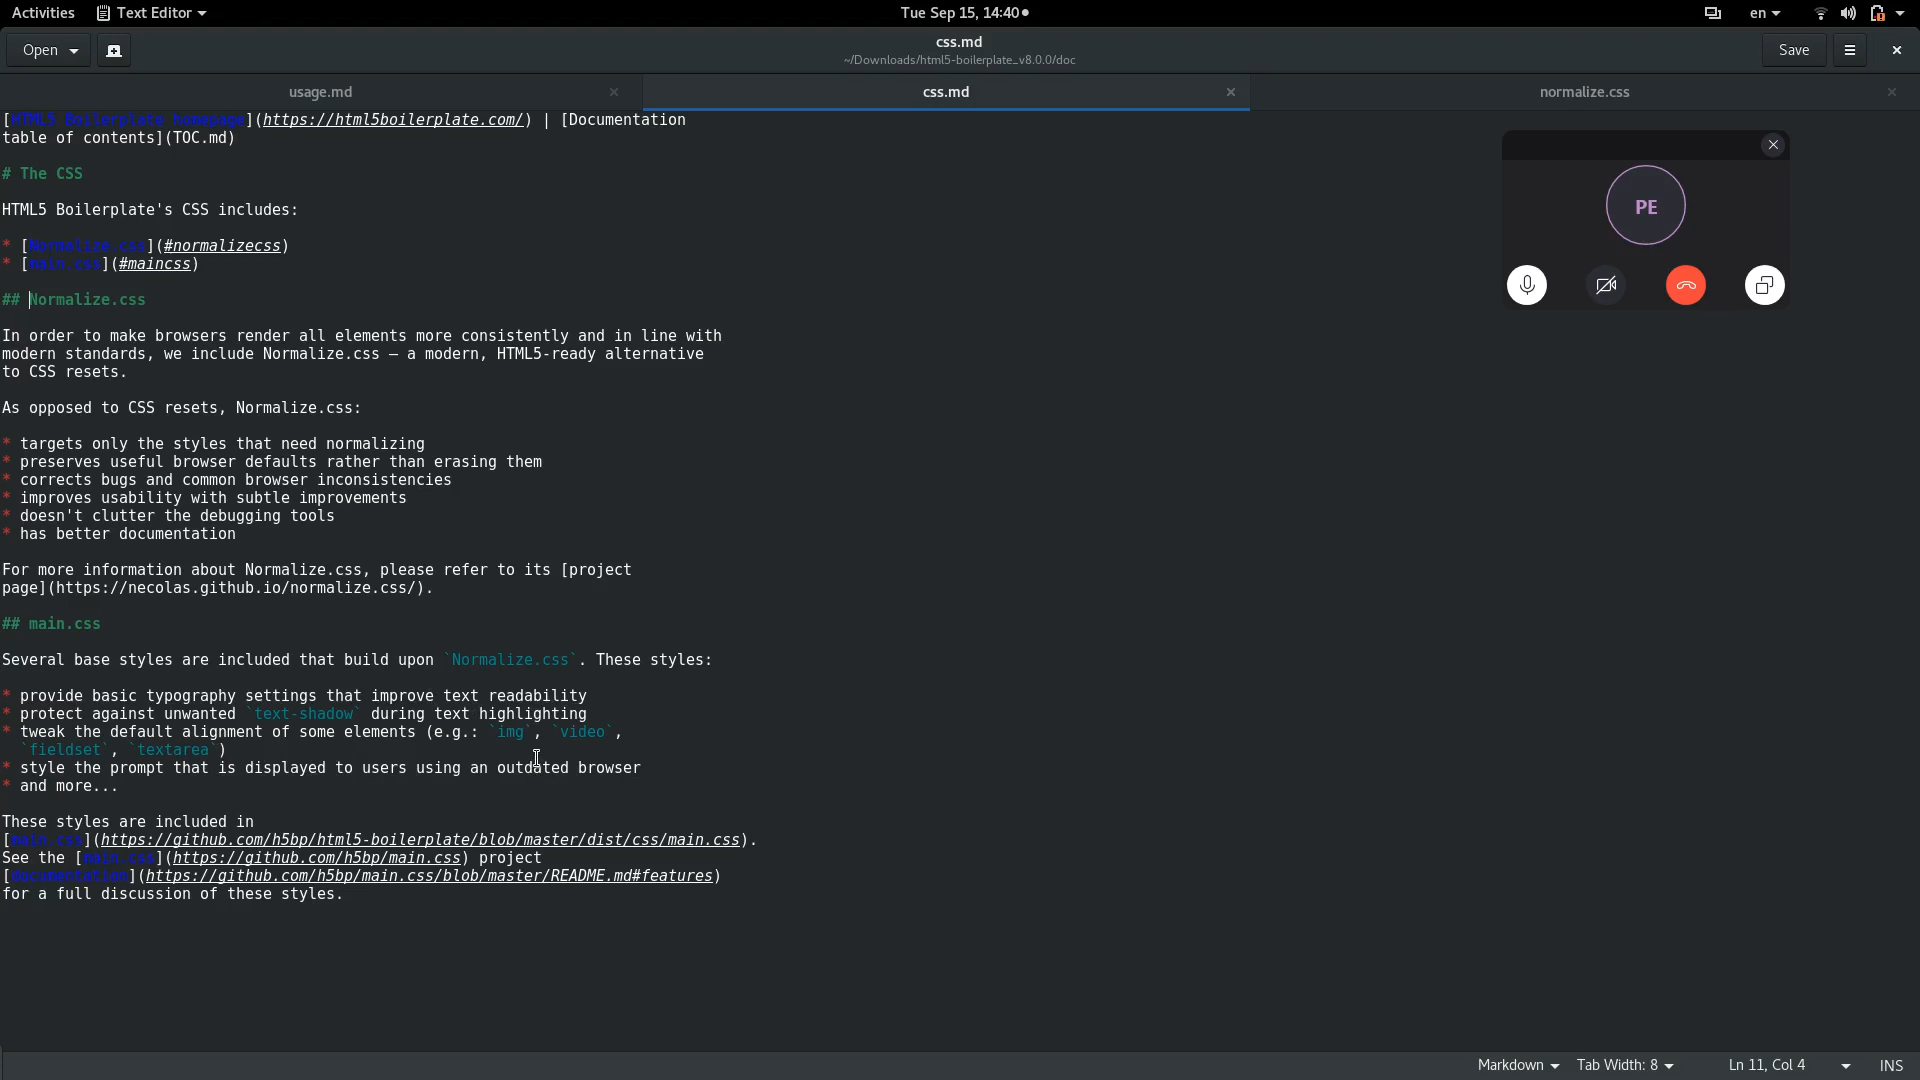 Activities Text Editor Tue Sep 15, 14:40 en
Open css.md Save
~/Downloads/html5-boilerplate_v8.0.0/doc
usage.md css.md normalize.css
[HTML5 Boilerplate homepage](https://html5boilerplate.com/) | [Documentation
table of contents](TOC.md)
# The CSS
HTML5 Boilerplate's CSS includes:
* [Normalize.css](#normalizecss)
* [main.css](#maincss)
## Normalize.css
In order to make browsers render all elements more consistently and in line with
modern standards, we include Normalize.css – a modern, HTML5-ready alternative
to CSS resets.
As opposed to CSS resets, Normalize.css:
* targets only the styles that need normalizing
* preserves useful browser defaults rather than erasing them
* corrects bugs and common browser inconsistencies
* improves usability with subtle improvements
* doesn't clutter the debugging tools
* has better documentation
For more information about Normalize.css, please refer to its [project
page](https://necolas.github.io/normalize.css/).
## main.css
Several base styles are included that build upon `Normalize.css`. These styles:
* provide basic typography settings that improve text readability
* protect against unwanted `text-shadow` during text highlighting
* tweak the default alignment of some elements (e.g.: `img`, `video`,
`fieldset`, `textarea`)
* style the prompt that is displayed to users using an outdated browser
* and more...
These styles are included in
[main.css](https://github.com/h5bp/html5-boilerplate/blob/master/dist/css/main.css).
See the [main.css](https://github.com/h5bp/main.css) project
[documentation](https://github.com/h5bp/main.css/blob/master/README.md#features)
for a full discussion of these styles.
PE
Markdown Tab Width: 8 Ln 11, Col 4 INS